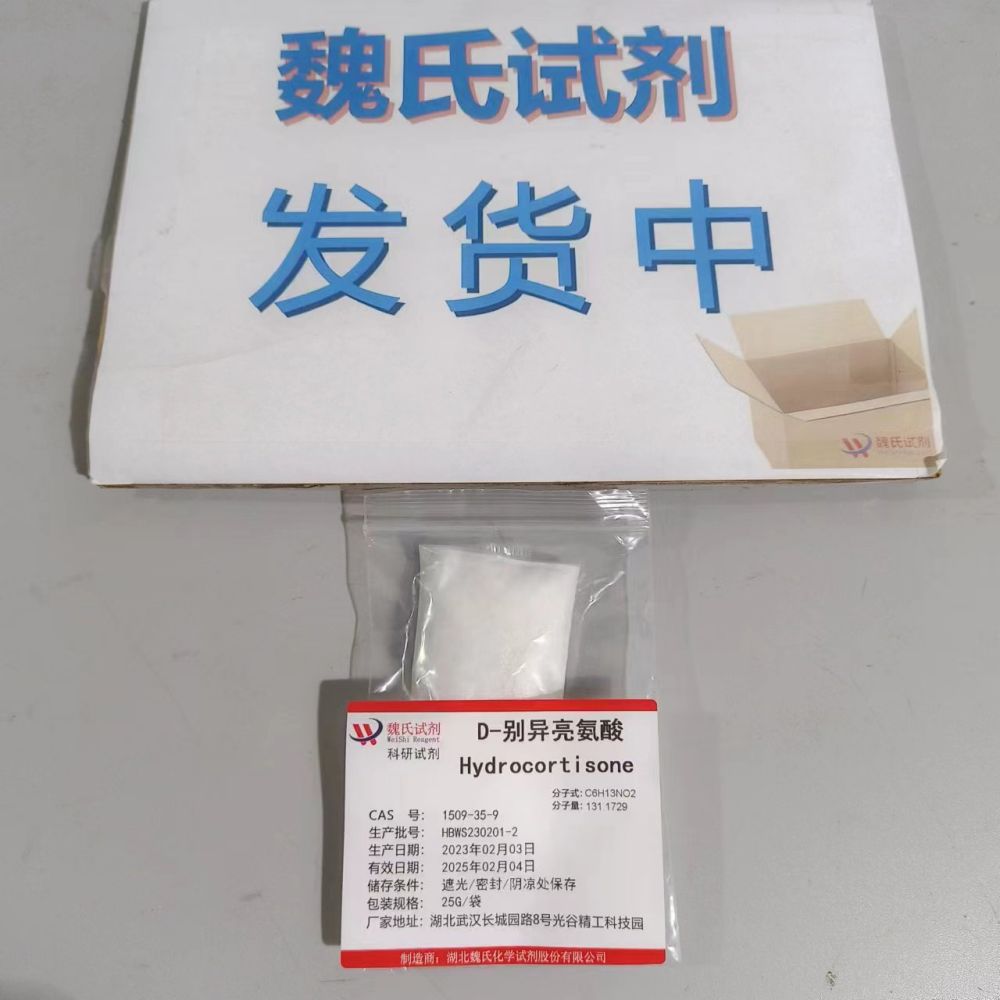 魏氏试剂
发货中
魏氏试剂
魏氏试剂
WeiShi Reagent
科研试剂
D-别异亮氨酸
Hydrocortisone
分子式: C6H13NO2
分子量: 131.1729
CAS 号: 1509-35-9
生产批号: HBWS230201-2
生产日期: 2023年02月03日
有效日期: 2025年02月04日
储存条件: 遮光/密封/阴凉处保存
包装规格: 25G/袋
厂家地址: 湖北武汉长城园路8号光谷精工科技园
制造商: 湖北魏氏化学试剂股份有限公司